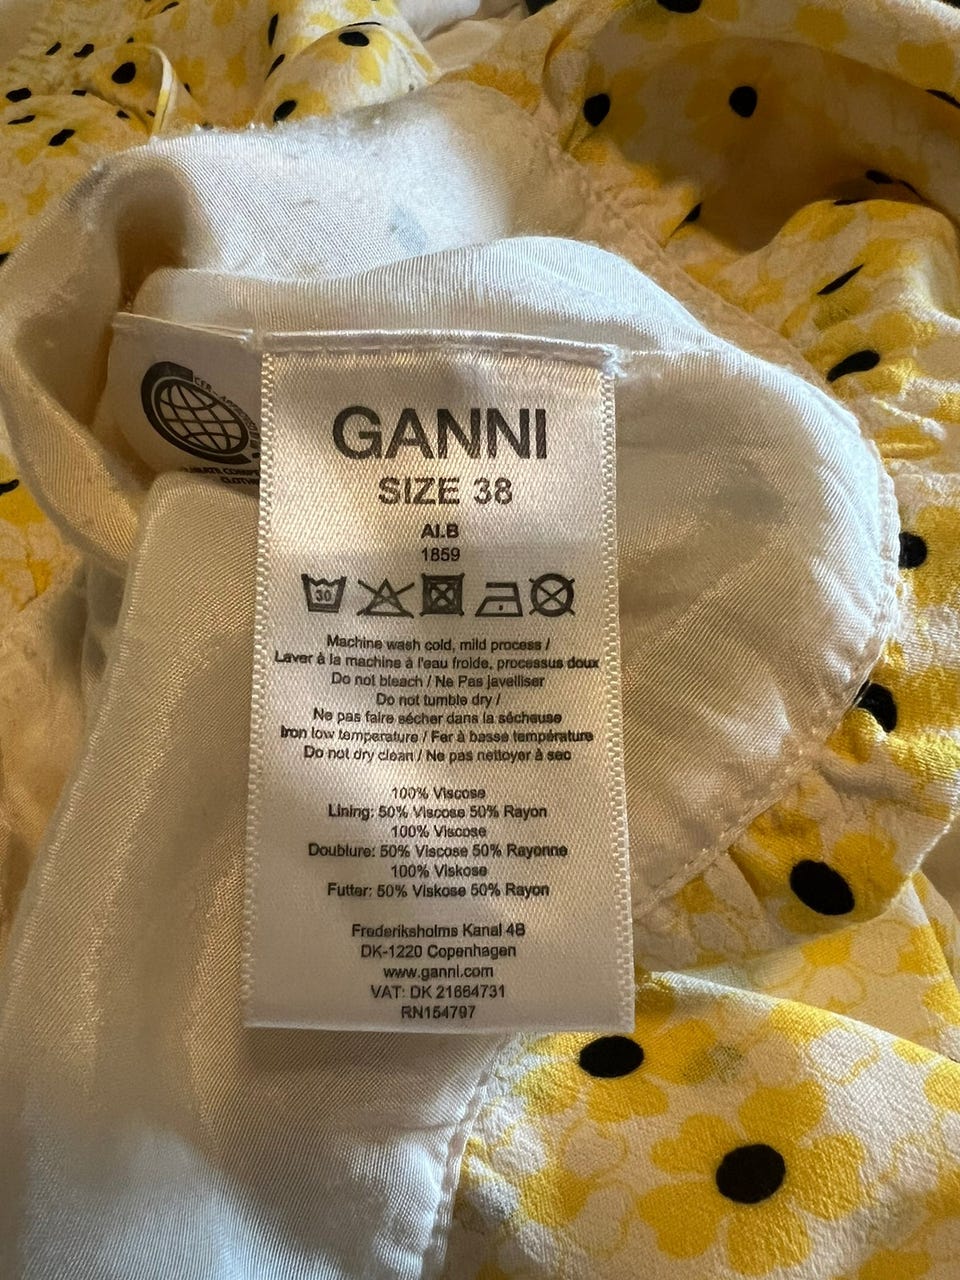 GANNI
SIZE 38
AI.B
1859
30
Machine wash cold, mild process /
Laver à la machine à l'eau froide, processus doux
Do not bleach / Ne Pas javelliser
Do not tumble dry /
Ne pas faire sécher dans la sécheuse
Iron low temperature / Fer à basse température
Do not dry clean / Ne pas nettoyer à sec
100% Viscose
Lining: 50% Viscose 50% Rayon
100% Viscose
Doublure: 50% Viscose 50% Rayonne
100% Viskose
Futter: 50% Viskose 50% Rayon
Frederiksholms Kanal 4B
DK-1220 Copenhagen
www.ganni.com
VAT: DK 21664731
RN154797